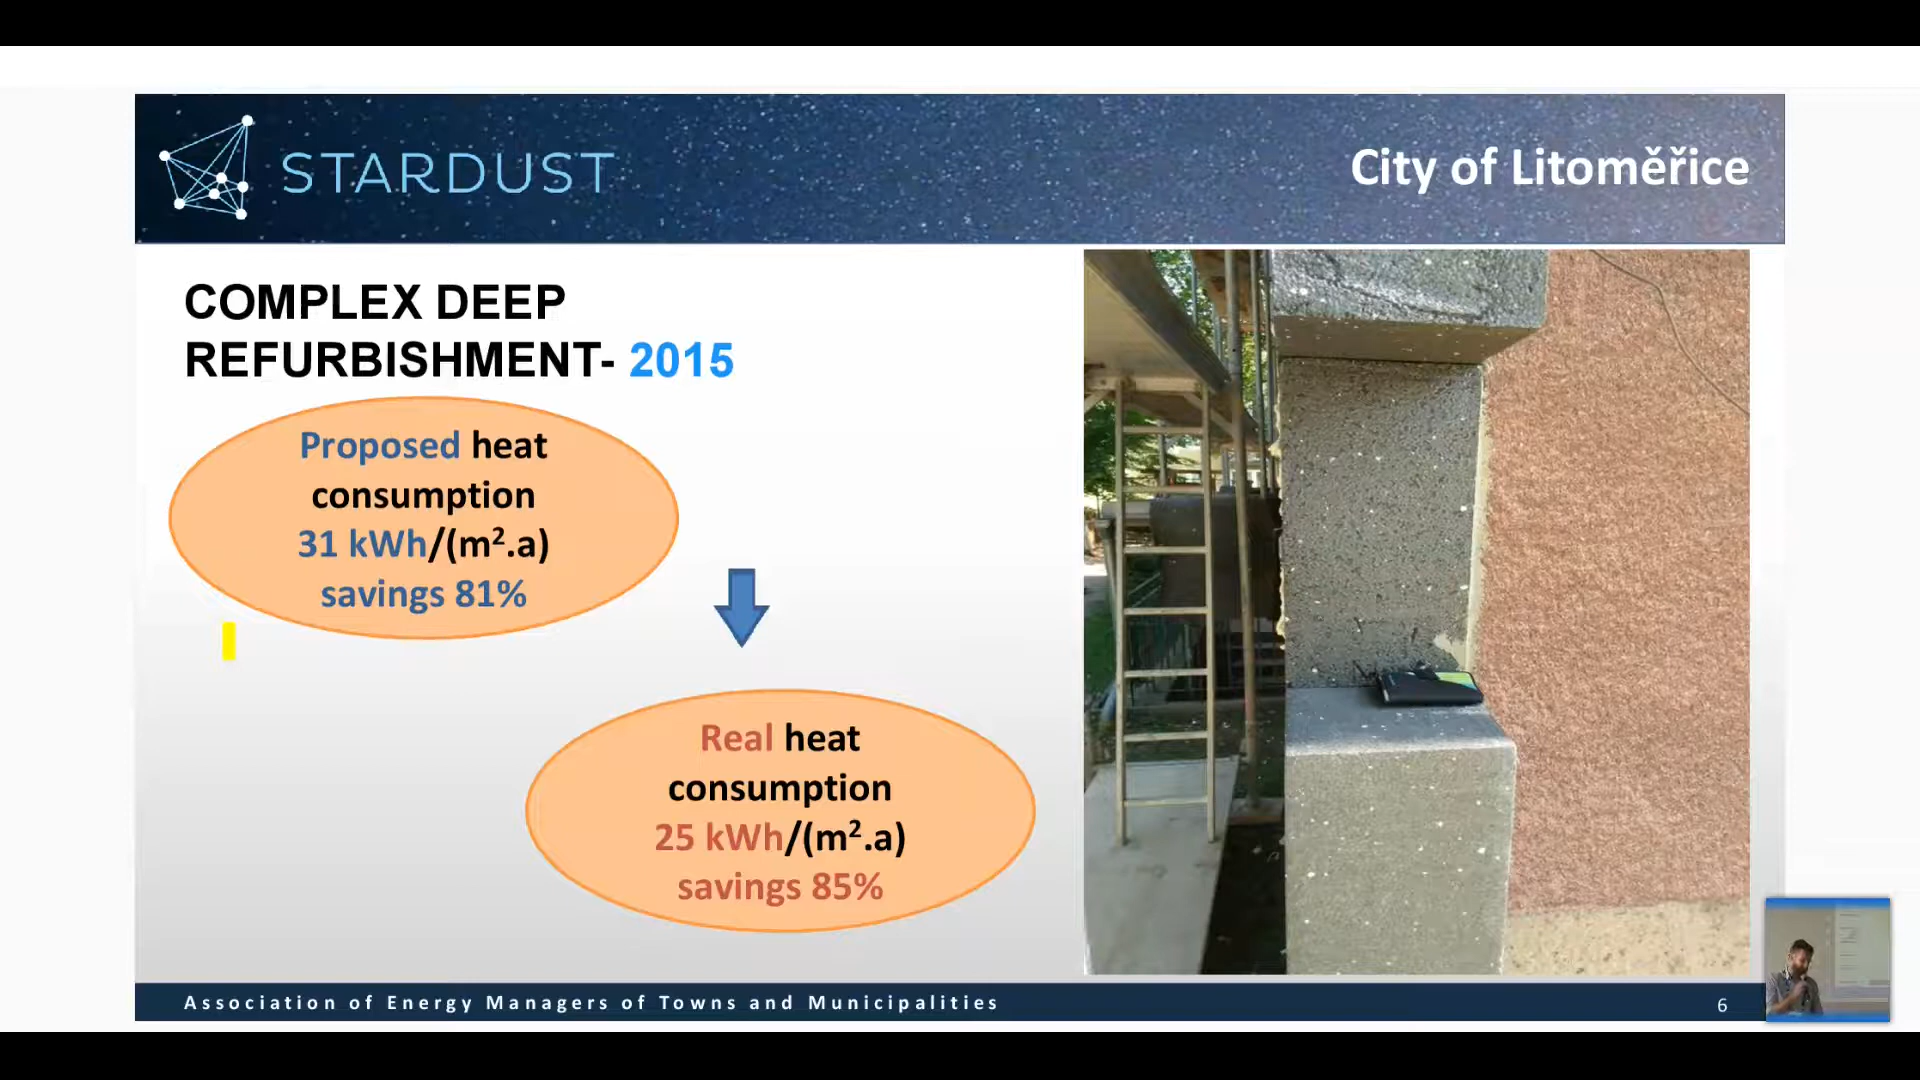 STARDUST
City of Litoměřice
COMPLEX DEEP
REFURBISHMENT- 2015
Proposed heat
consumption
31 kWh/(m².a)
savings 81%
Real heat
consumption
25 kWh/(m².a)
savings 85%
Association of Energy Managers of Towns and Municipalities
6